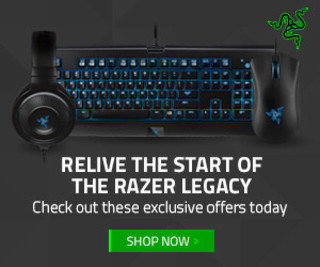 RELIVE THE START OF
THE RAZER LEGACY
Check out these exclusive offers today
SHOP NOW >